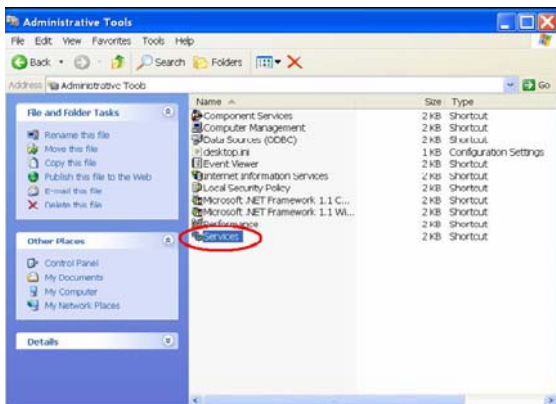 Administrative Tools
File Edit View Favorites Tools Help
Back Search Folders
Address Administrative Tools Go
File and Folder Tasks
Rename this file
Move this file
Copy this file
Publish this file to the Web
E-mail this file
Delete this file
Other Places
Control Panel
My Documents
My Computer
My Network Places
Details
Name Size Type
Component Services 2 KB Shortcut
Computer Management 2 KB Shortcut
Data Sources (ODBC) 2 KB Shortcut
desktop.ini 1 KB Configuration Settings
Event Viewer 2 KB Shortcut
Internet Information Services 2 KB Shortcut
Local Security Policy 2 KB Shortcut
Microsoft .NET Framework 1.1 C... 2 KB Shortcut
Microsoft .NET Framework 1.1 Wi... 2 KB Shortcut
Performance 2 KB Shortcut
Services 2 KB Shortcut